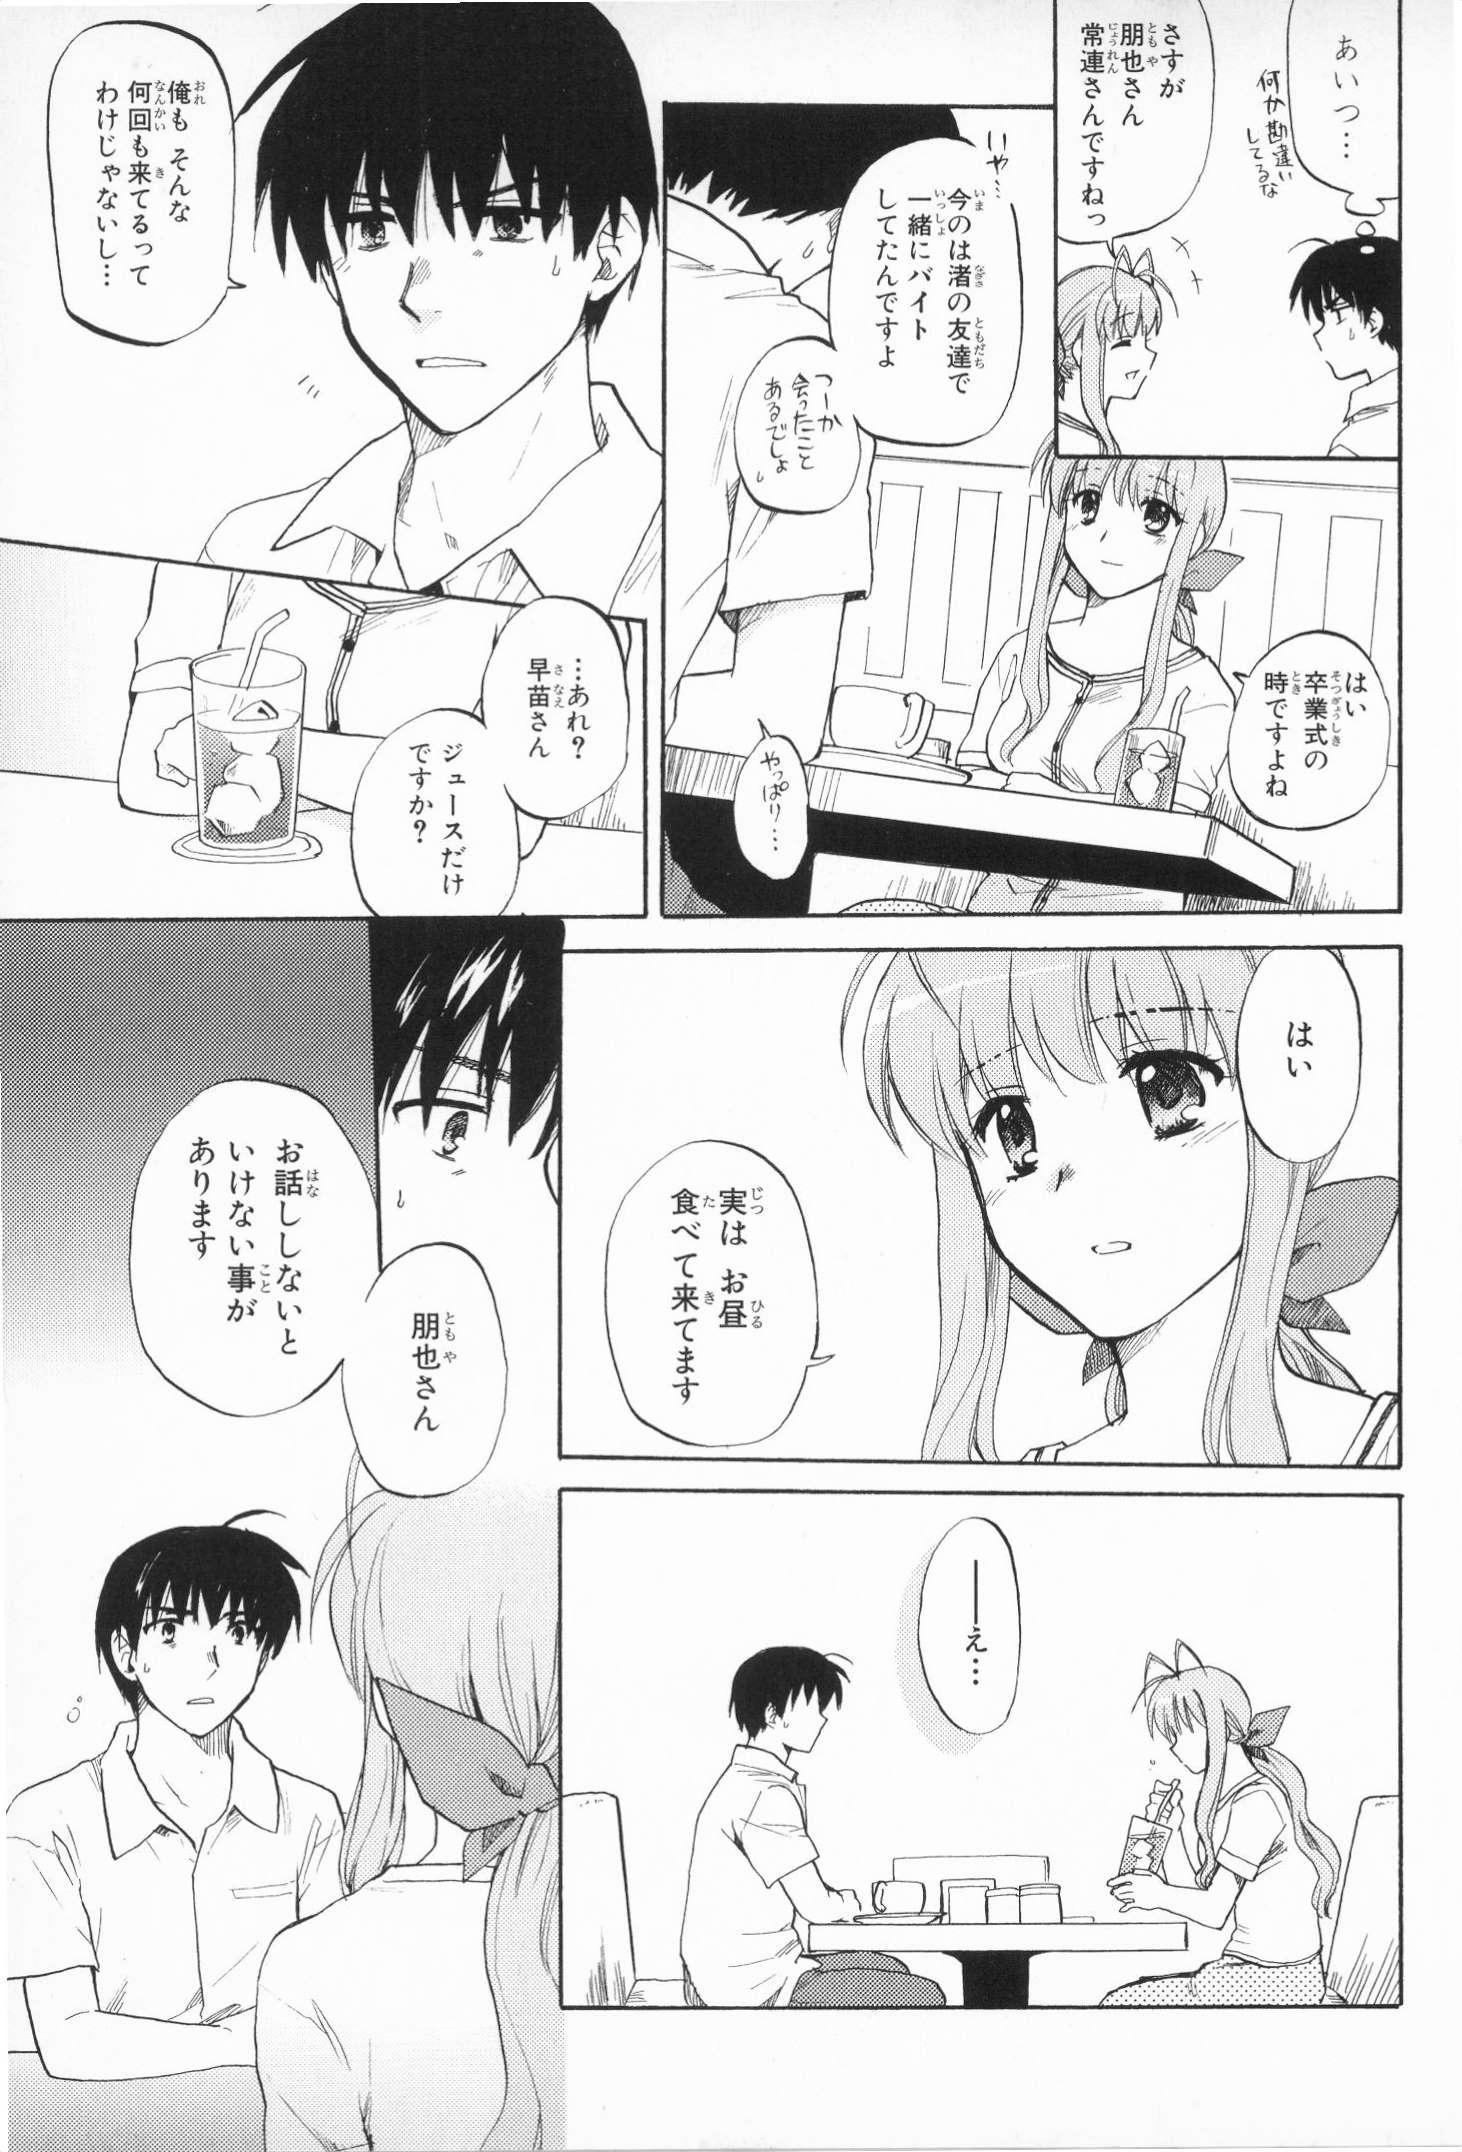 あいつ…
何か勘違い
してるな
さすが
朋也さん
常連さんですねっ
いや…
今のは渚の友達で
一緒にバイト
してたんですよ
つーか
会ったこと
あるでしょ
はい
卒業式の
時ですよね
やっぱり…
俺も そんな
何回も来てるって
わけじゃないし…
…あれ?
早苗さん
ジュースだけ
ですか?
はい
実は お昼
食べて来てます
――え…
朋也さん
お話ししないと
いけない事が
あります